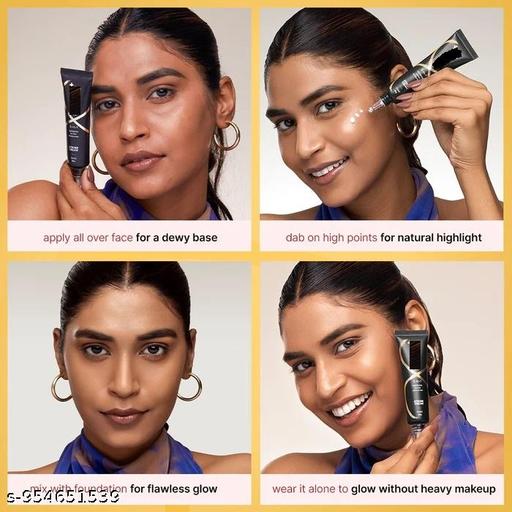 apply all over face for a dewy base
dab on high points for natural highlight
mix with foundation for flawless glow
wear it alone to glow without heavy makeup
s-954651539